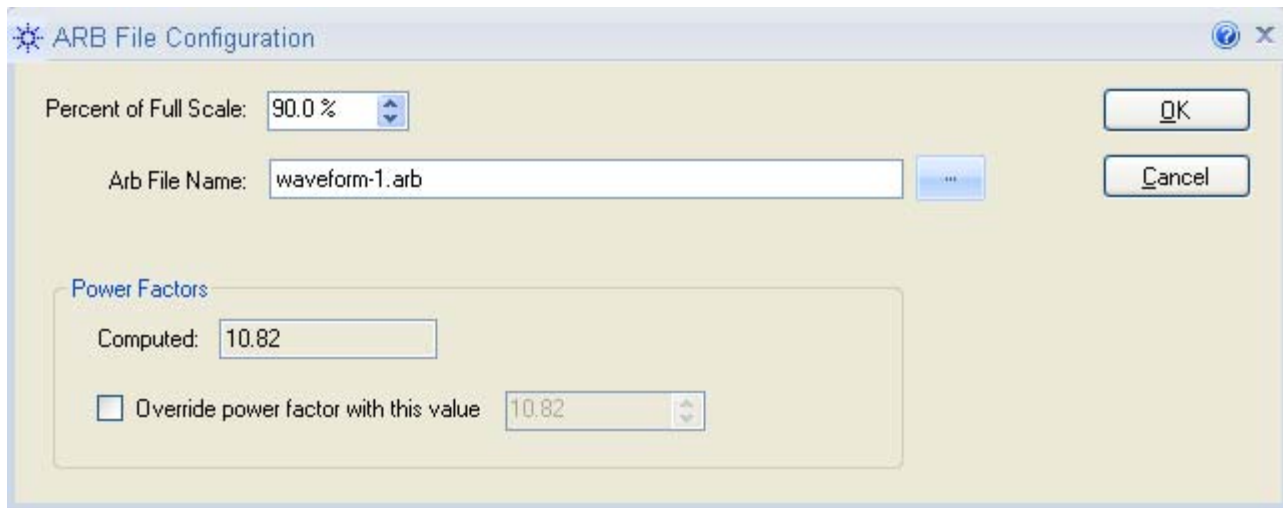 ARB File Configuration
Percent of Full Scale: 90.0 %
OK
Arb File Name: waveform-1.arb ...
Cancel
Power Factors
Computed: 10.82
Override power factor with this value 10.82